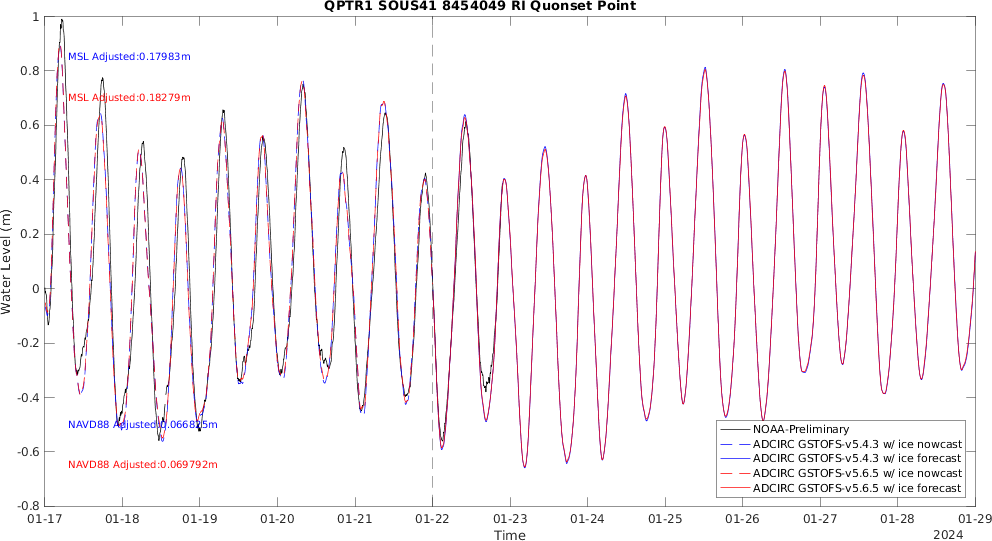 QPTR1 SOUS41 8454049 RI Quonset Point
1
0.8
0.6
0.4
0.2
0
-0.2
-0.4
-0.6
-0.8
Water Level (m)
MSL Adjusted:0.17983m
MSL Adjusted:0.18279m
NAVD88 Adjusted:0.066825m
NAVD88 Adjusted:0.069792m
NOAA-Preliminary
ADCIRC GSTOFS-v5.4.3 w/ ice nowcast
ADCIRC GSTOFS-v5.4.3 w/ ice forecast
ADCIRC GSTOFS-v5.6.5 w/ ice nowcast
ADCIRC GSTOFS-v5.6.5 w/ ice forecast
01-17 01-18 01-19 01-20 01-21 01-22 01-23 01-24 01-25 01-26 01-27 01-28 01-29
Time
2024